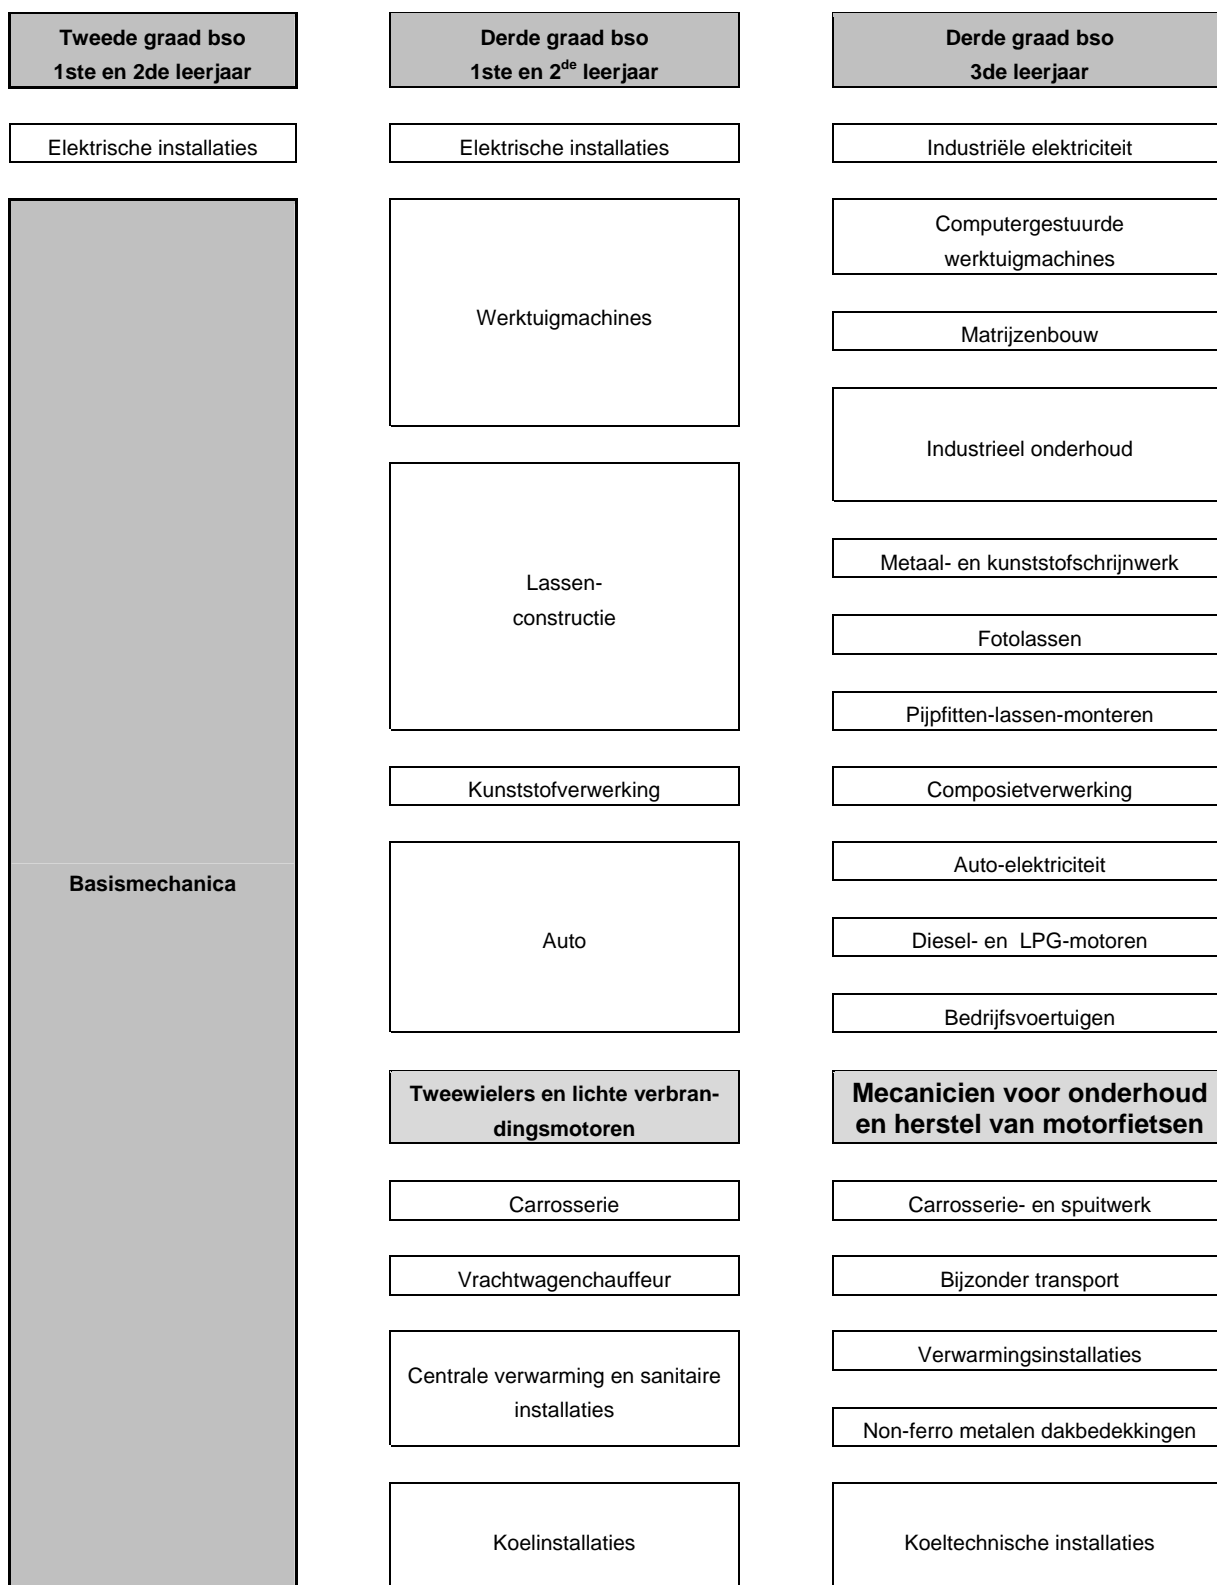 Tweede graad bso
1ste en 2de leerjaar
Derde graad bso
1ste en 2de leerjaar
Derde graad bso
3de leerjaar
Elektrische installaties
Elektrische installaties
Industriële elektriciteit
Basismechanica
Werktuigmachines
Computergestuurde
werktuigmachines
Matrijzenbouw
Industrieel onderhoud
Lassen-
constructie
Metaal- en kunststofschrijnwerk
Fotolassen
Pijpfitten-lassen-monteren
Kunststofverwerking
Composietverwerking
Auto
Auto-elektriciteit
Diesel- en LPG-motoren
Bedrijfsvoertuigen
Tweewielers en lichte verbran-
dingsmotoren
Mecanicien voor onderhoud
en herstel van motorfietsen
Carrosserie
Carrosserie- en spuitwerk
Vrachtwagenchauffeur
Bijzonder transport
Centrale verwarming en sanitaire
installaties
Verwarmingsinstallaties
Non-ferro metalen dakbedekkingen
Koelinstallaties
Koeltechnische installaties